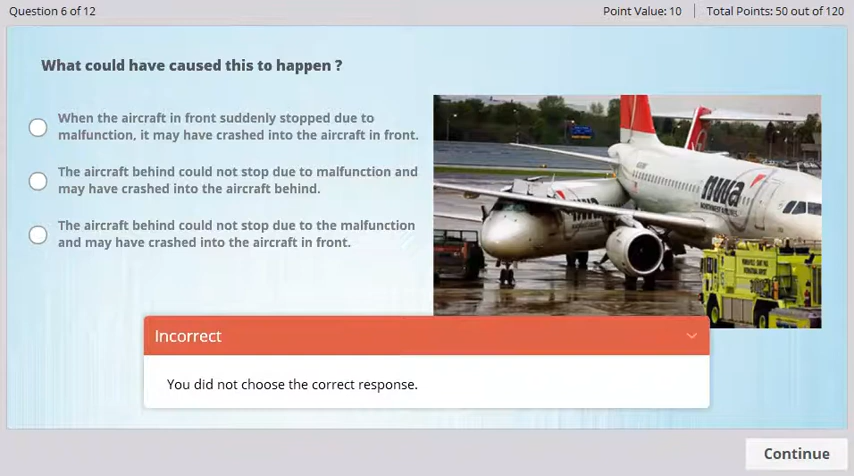 Question 6 of 12
Point Value: 10 | Total Points: 50 out of 120
What could have caused this to happen ?
When the aircraft in front suddenly stopped due to
malfunction, it may have crashed into the aircraft in front.
The aircraft behind could not stop due to malfunction and
may have crashed into the aircraft behind.
The aircraft behind could not stop due to the malfunction
and may have crashed into the aircraft in front.
nwa
NORTHWEST AIRLINES
Incorrect
You did not choose the correct response.
Continue